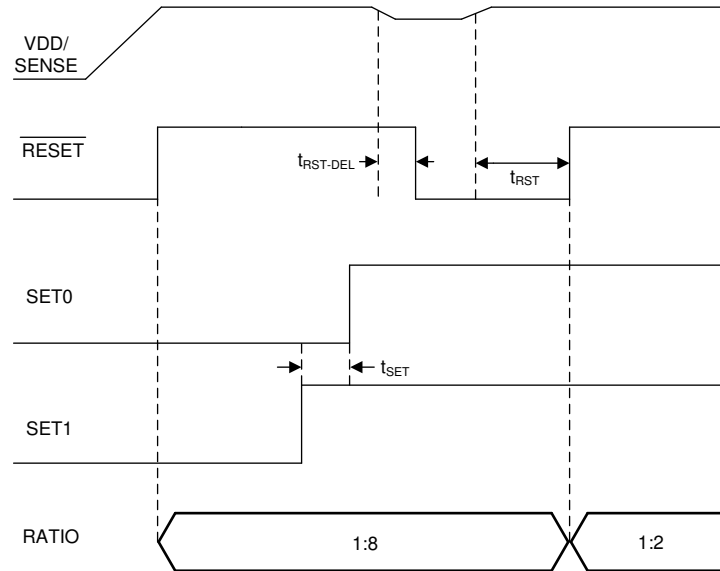 VDD/
SENSE
RESET
tRST-DEL
tRST
SET0
tSET
SET1
RATIO
1:8
1:2